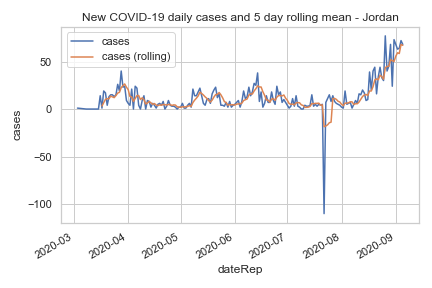 New COVID-19 daily cases and 5 day rolling mean - Jordan
cases
cases (rolling)
50
0
−50
−100
cases
2020-03
2020-04
2020-05
2020-06
2020-07
2020-08
2020-09
dateRep